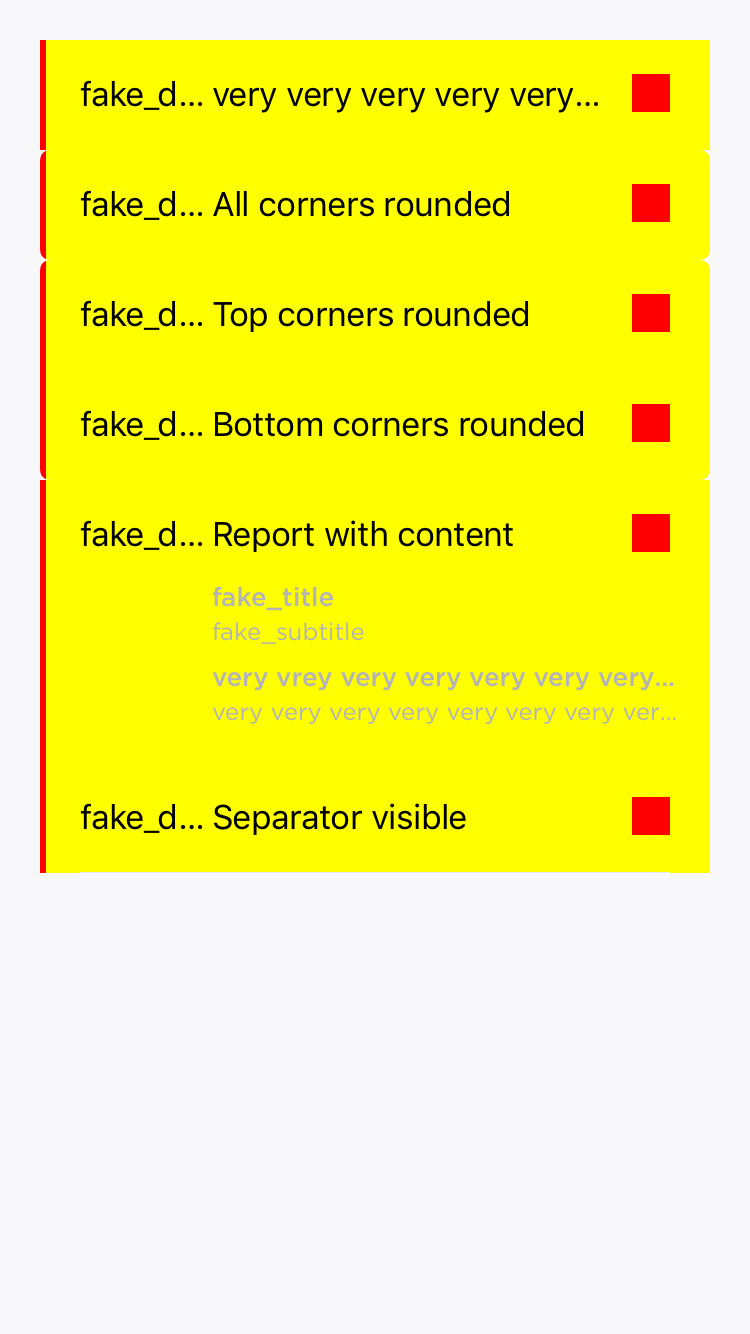 fake_d... very very very very very...
fake_d... All corners rounded
fake_d... Top corners rounded
fake_d... Bottom corners rounded
fake_d... Report with content
fake_title
fake_subtitle
very vrey very very very very very...
very very very very very very very ver...
fake_d... Separator visible